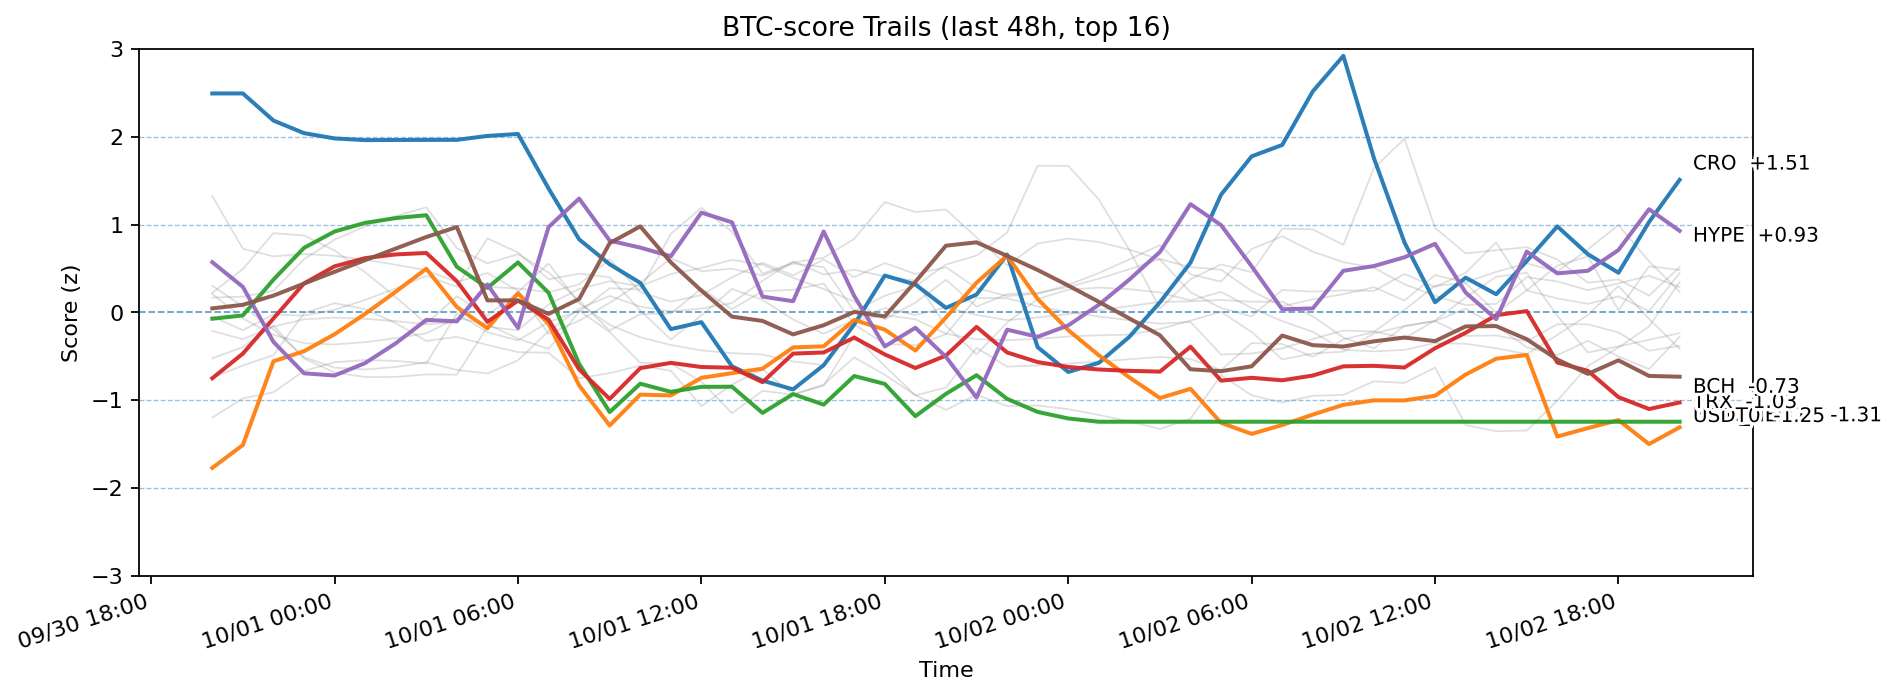 BTC-score Trails (last 48h, top 16)
Score (z)
3
2
1
0
−1
−2
−3
CRO +1.51
HYPE +0.93
BCH -0.73
TRX -1.03
-1.25 -1.31
09/30 18:00
10/01 00:00
10/01 06:00
10/01 12:00
10/01 18:00
10/02 00:00
10/02 06:00
10/02 12:00
10/02 18:00
Time